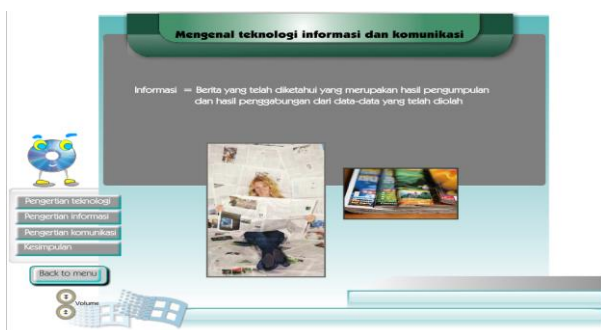 Mengenal teknologi informasi dan komunikasi
Informasi = Berita yang telah diketahui yang merupakan hasil pengumpulan
dan hasil penggabungan dari data-data yang telah diolah
Pengertian teknologi
Pengertian informasi
Pengertian komunikasi
Kesimpulan
Back to menu
Volume